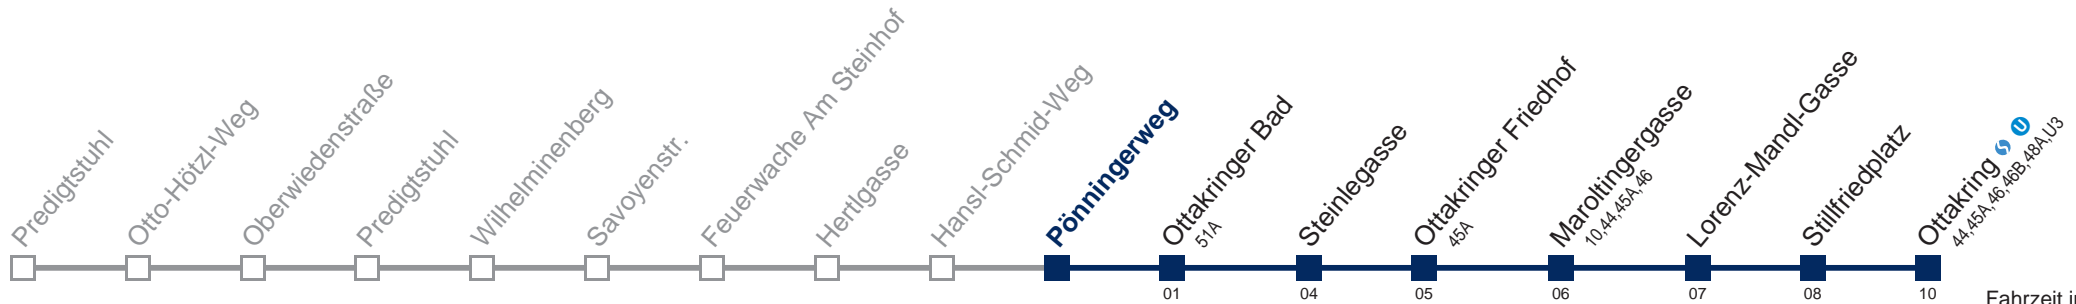 Predigtstuhl
Otto-Hötzl-Weg
Oberwiedenstraße
Predigtstuhl
Wilhelminenberg
Savoyenstr.
Feuerwache Am Steinhof
Hertlgasse
Hansl-Schmid-Weg
Pönningerweg
Ottakringer Bad
51A
Steinlegasse
Ottakringer Friedhof
45A
Maroltingergasse
10,44,45A,46
Lorenz-Mandl-Gasse
Stillfriedplatz
Ottakring S U
44,45A,46,46B,48A,U3
01
04
05
06
07
08
10
Fahrzeit